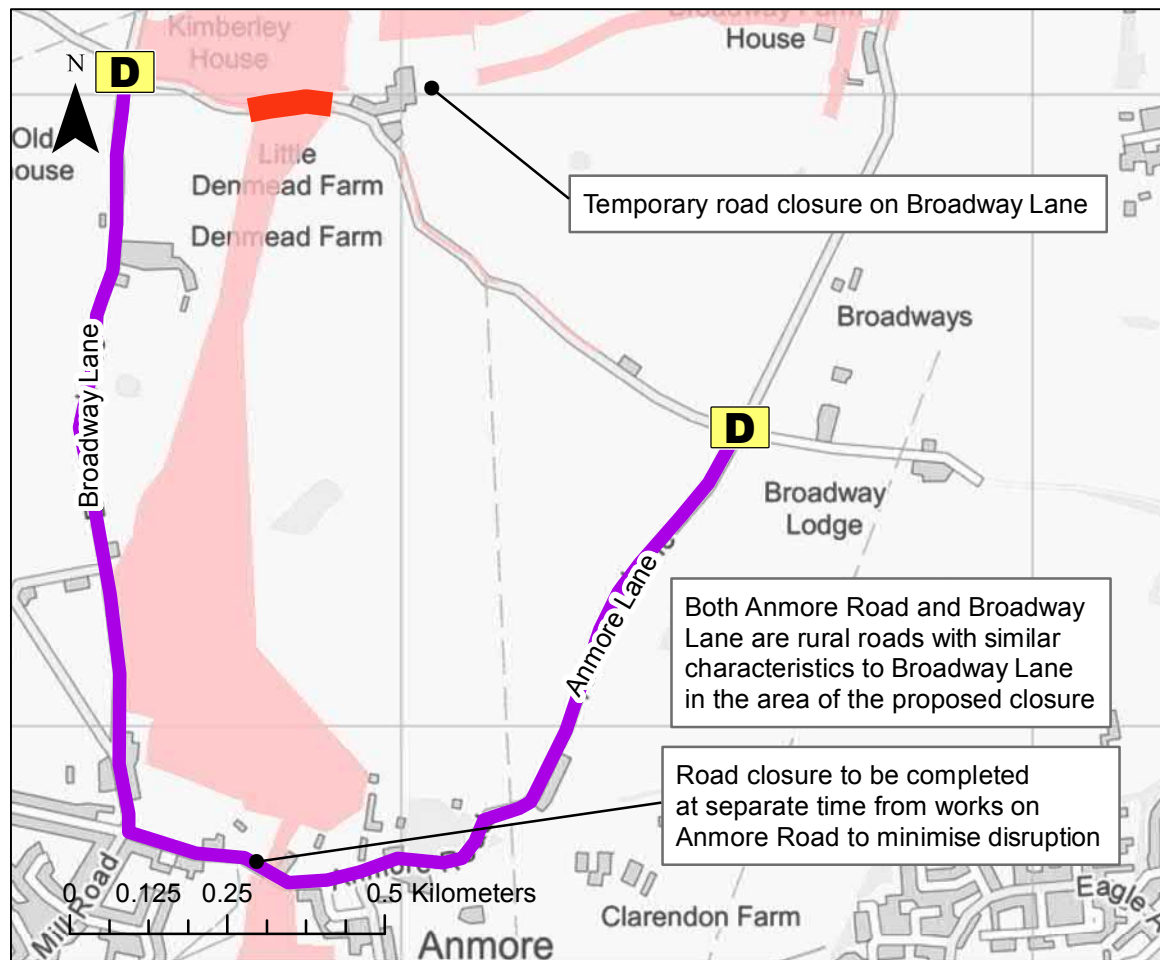 Kimberley
House
Broadway Farm
House
N
D
Old
ouse
Little
Denmead Farm
Denmead Farm
Temporary road closure on Broadway Lane
Broadways
Broadway Lane
D
Broadway
Lodge
Anmore Lane
Both Anmore Road and Broadway
Lane are rural roads with similar
characteristics to Broadway Lane
in the area of the proposed closure
Road closure to be completed
at separate time from works on
Anmore Road to minimise disruption
0 0.125 0.25 0.5 Kilometers
Mill Road
Clarendon Farm
Eagle A
Anmore